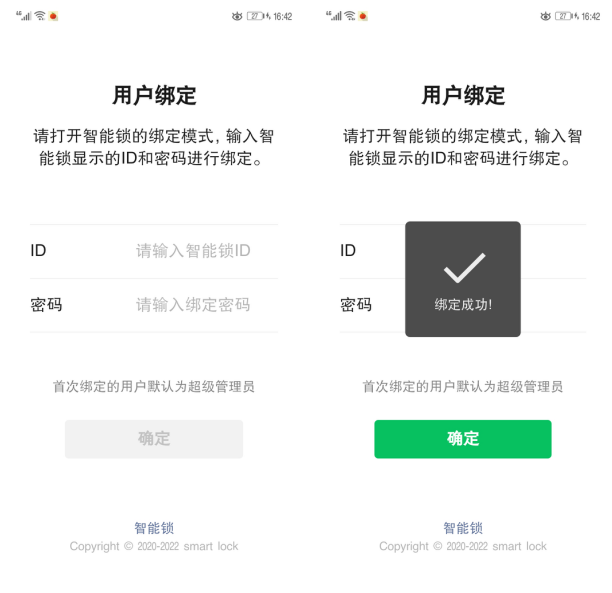 4G 27 16:42
用户绑定
请打开智能锁的绑定模式，输入智
能锁显示的ID和密码进行绑定。
ID 请输入智能锁ID
密码 请输入绑定密码
首次绑定的用户默认为超级管理员
确定
智能锁
Copyright © 2020-2022 smart lock
4G 27 16:42
用户绑定
请打开智能锁的绑定模式，输入智
能锁显示的ID和密码进行绑定。
ID
密码
绑定成功!
首次绑定的用户默认为超级管理员
确定
智能锁
Copyright © 2020-2022 smart lock